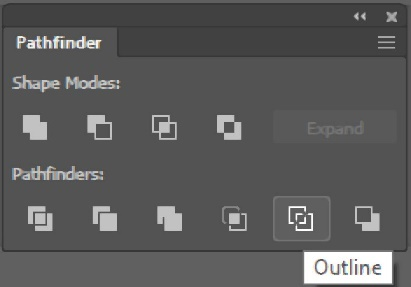 Pathfinder
Shape Modes:
Expand
Pathfinders:
Outline